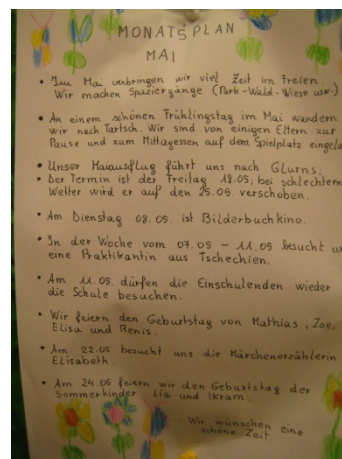 MONATSPLAN
MAI
• Im Mai verbringen wir viel Zeit im Freien.
Wir machen Spaziergänge (Park-Wald-Wiese usw.)
• An einem schönen Frühlingstag im Mai wandern
wir nach Tartsch. Wir sind von einigen Eltern zur
Pause und zum Mittagessen auf dem Spielplatz eingela
• Unser Maiausflug führt uns nach Glurns.
• Der Termin ist der Freitag 18.05, bei schlechtem
Wetter wird er auf den 25.05. verschoben.
• Am Dienstag 08.05. ist Bilderbuchkino.
• In der Woche vom 07.05 - 11.05 besucht u
eine Praktikantin aus Tschechien.
• Am 11.05. dürfen die Einschulenden wieder
die Schule besuchen.
• Wir feiern den Geburtstag von Mathias, Zoe,
Elisa und Renis.
• Am 22.05 besucht uns die Märchenerzählerin
Elisabeth.
• Am 24.05 feiern wir den Geburtstag der
Sommerkinder Lia und Ikram.
Wir wünschen eine
schöne Zeit